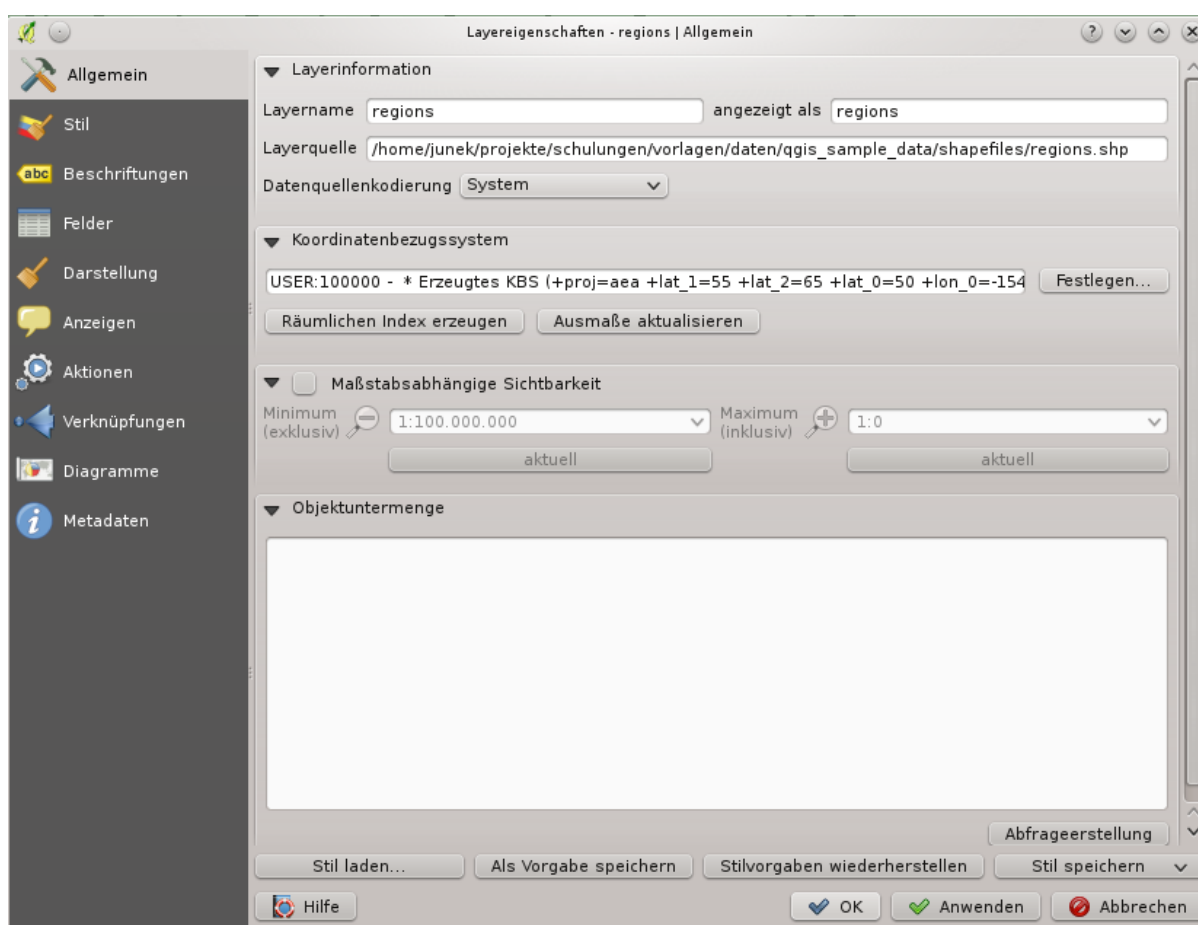 Layereigenschaften - regions | Allgemein
Allgemein
Stil
abc Beschriftungen
Felder
Darstellung
Anzeigen
Aktionen
Verknüpfungen
Diagramme
Metadaten
Layerinformation
Layername regions angezeigt als regions
Layerquelle /home/junek/projekte/schulungen/vorlagen/daten/qgis_sample_data/shapefiles/regions.shp
Datenquellenkodierung System
Koordinatenbezugssystem
USER:100000 - * Erzeugtes KBS (+proj=aea +lat_1=55 +lat_2=65 +lat_0=50 +lon_0=-154 Festlegen...
Räumlichen Index erzeugen Ausmaße aktualisieren
Maßstabsabhängige Sichtbarkeit
Minimum (exklusiv) 1:100.000.000 Maximum (inklusiv) 1:0
aktuell aktuell
Objektuntermenge
Abfrageerstellung
Stil laden... Als Vorgabe speichern Stilvorgaben wiederherstellen Stil speichern
Hilfe OK Anwenden Abbrechen